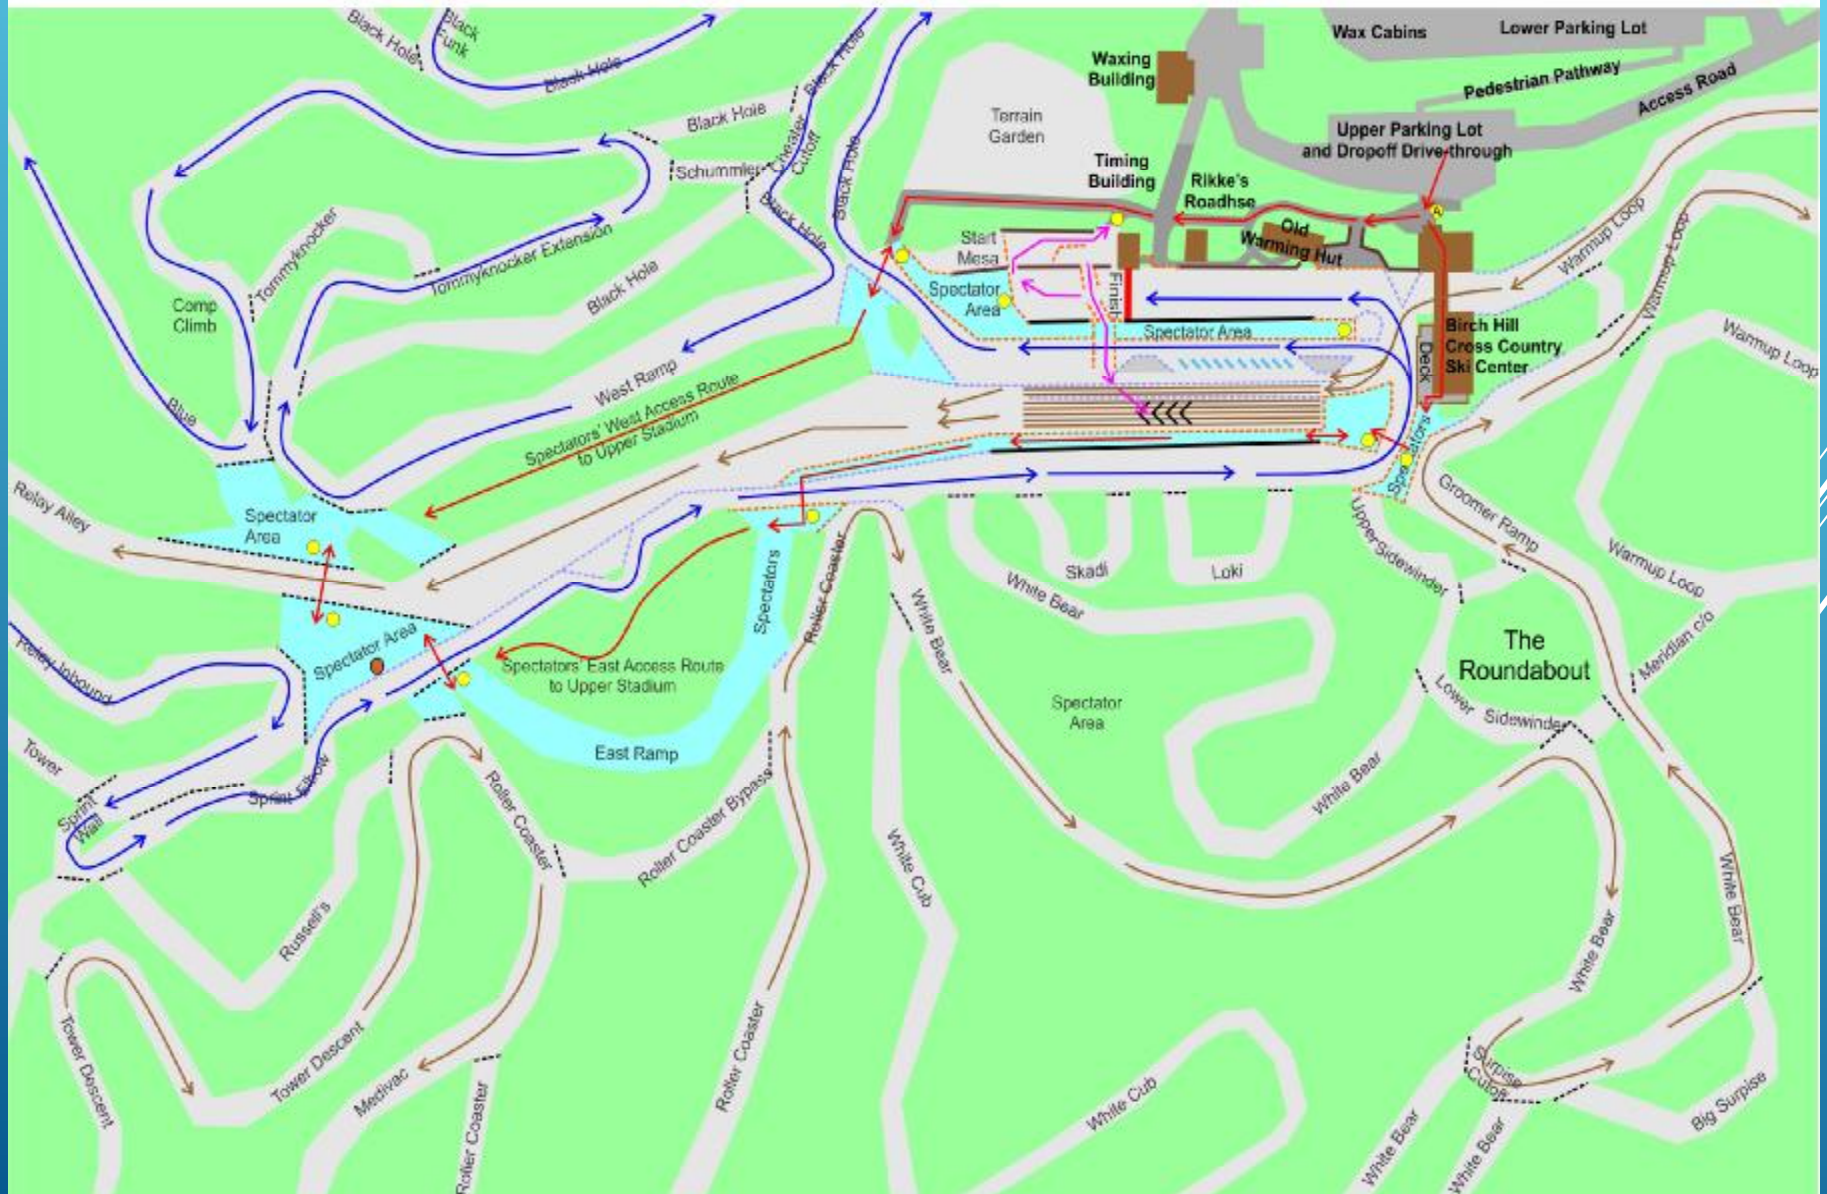 Black Hole
Black
Funk
Black Hole
Black Hole
Wax Cabins
Lower Parking Lot
Waxing
Building
Pedestrian Pathway
Access Road
Black Hole
Terrain
Garden
Upper Parking Lot
and Dropoff Drive-through
Cheater
Cutoff
Schummler
Black Hole
Timing
Building
Rikke's
Roadhse
Black Hole
Tommyknocker
Tommyknocker Extension
Start
Mesa
Old
Warming Hut
Warmup Loop
Warmup Loop
Comp
Climb
Black Hole
Spectator
Area
Finish
Spectator Area
Deck
Birch Hill
Cross Country
Ski Center
Warmup Loop
West Ramp
Blue
Spectators' West Access Route
to Upper Stadium
Spectators
Relay Alley
Spectator
Area
Groomer Ramp
Upper Sidewinder
Skadi
Loki
White Bear
Warmup Loop
Spectators
Roller Coaster
White Bear
Relay Inbound
Spectator Area
Spectators' East Access Route
to Upper Stadium
The
Roundabout
Meridian c/o
Lower Sidewinder
Spectator
Area
Tower
East Ramp
Sprint
Wall
Sprint Elbow
Roller Coaster
Roller Coaster Bypass
White Bear
White Cub
White Bear
Russell's
White Bear
Tower Descent
Tower Descent
Medivac
Roller Coaster
Roller Coaster
White Cub
Surpise
Cutoff
Big Surpise
White Bear
White Bear